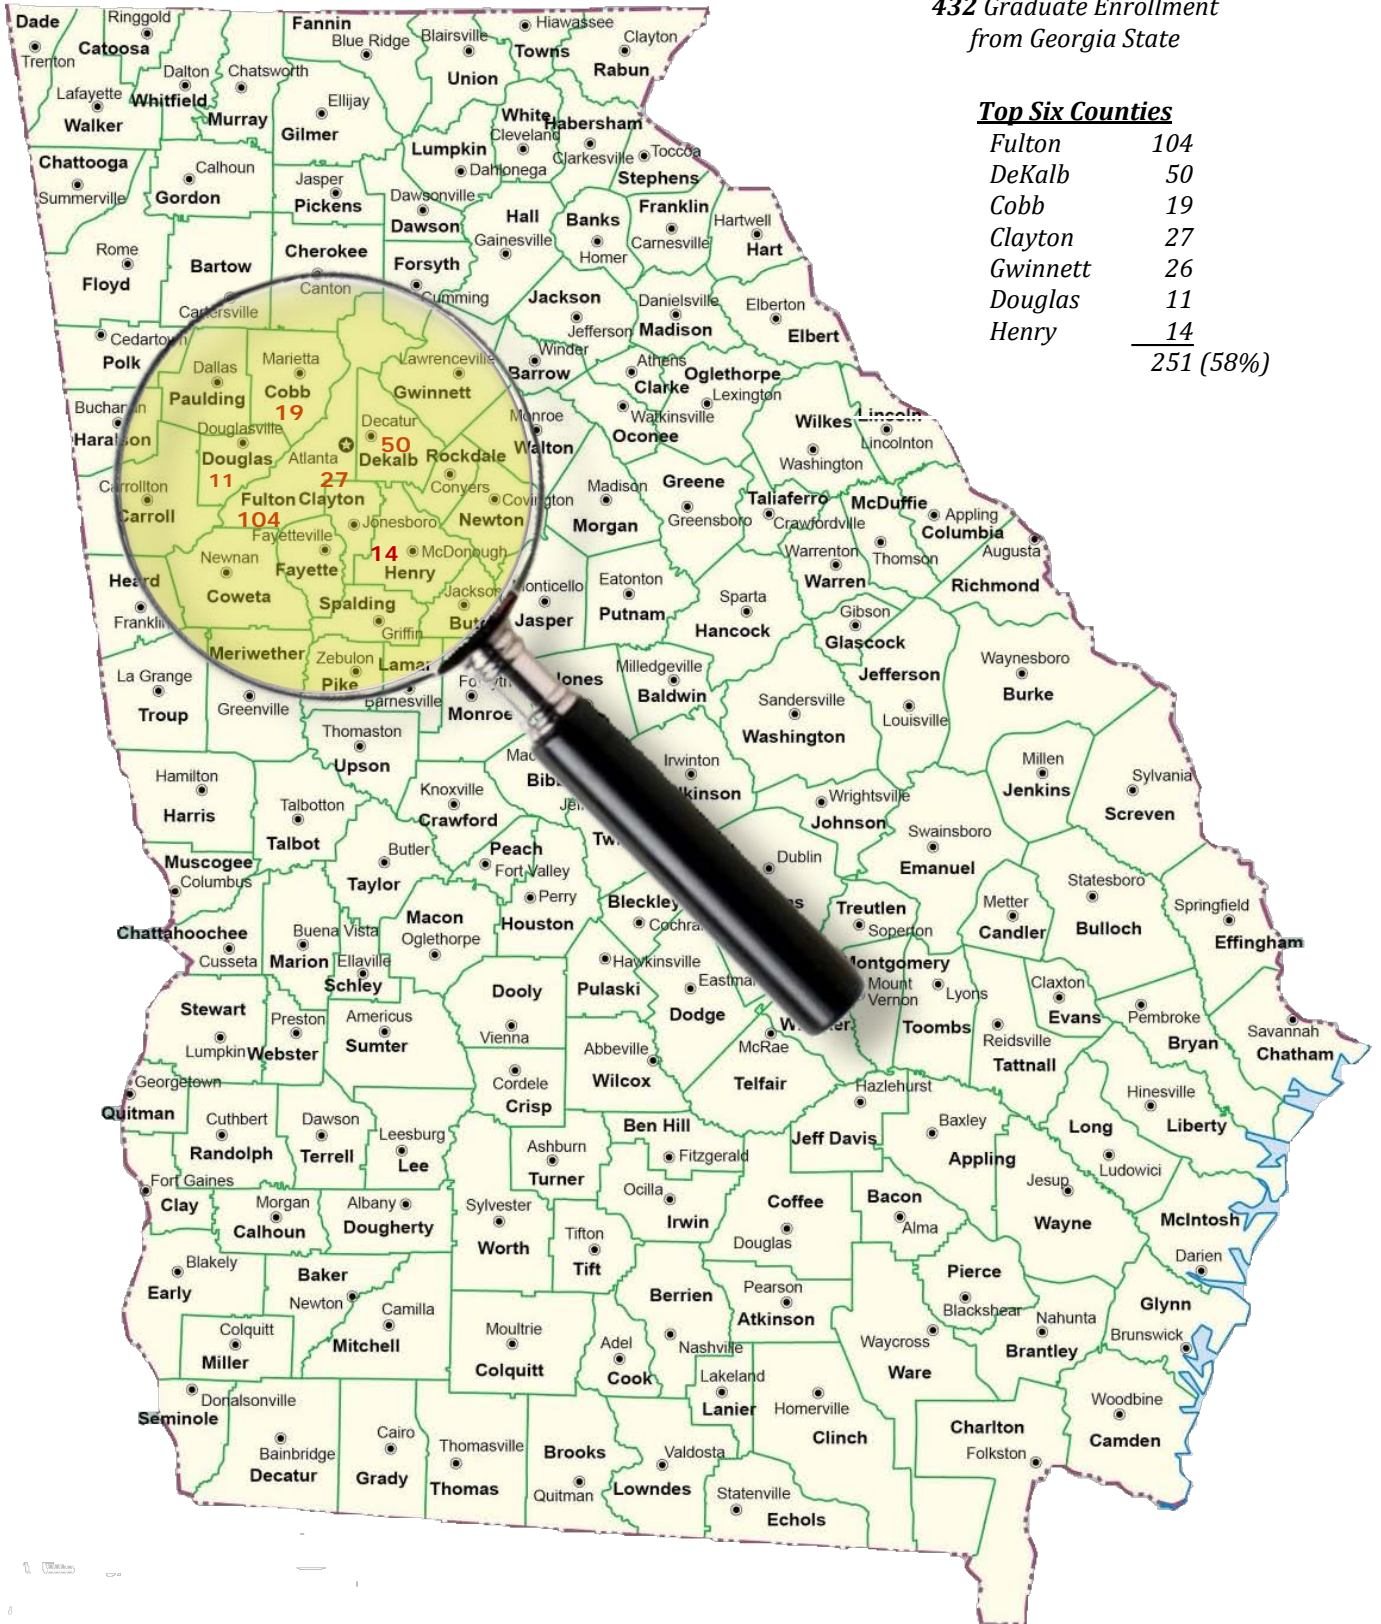 432 Graduate Enrollment
from Georgia State
Top Six Counties
Fulton 104
DeKalb 50
Cobb 19
Clayton 27
Gwinnett 26
Douglas 11
Henry 14
251 (58%)
Dade
Trenton
Ringgold
Catoosa
Fannin
Blue Ridge
Blairsville
Union
Hiawassee
Towns
Clayton
Rabun
Lafayette
Walker
Dalton
Whitfield
Chatsworth
Murray
Ellijay
Gilmer
White
Cleveland
Habersham
Clarkesville
Toccoa
Stephens
Lumpkin
Dahlonega
Chattooga
Summerville
Calhoun
Gordon
Jasper
Pickens
Dawsonville
Dawson
Hall
Gainesville
Banks
Homer
Franklin
Carnesville
Hartwell
Hart
Rome
Floyd
Bartow
Cartersville
Cherokee
Canton
Forsyth
Cumming
Jackson
Jefferson
Danielsville
Madison
Elberton
Elbert
Cedartown
Polk
Dallas
Paulding
Marietta
Cobb
19
Lawrenceville
Gwinnett
Winder
Barrow
Athens
Clarke
Oglethorpe
Lexington
Watkinsville
Oconee
Wilkes
Washington
Lincoln
Lincolnton
Buchanan
Haralson
Douglasville
Douglas
11
Atlanta
Decatur
50
Dekalb
Rockdale
Conyers
Monroe
Walton
Carrollton
Carroll
Fulton
104
27
Clayton
Jonesboro
Covington
Newton
Madison
Morgan
Greene
Greensboro
Taliaferro
Crawfordville
McDuffie
Thomson
Appling
Columbia
Augusta
Richmond
Warrenton
Warren
Fayetteville
Fayette
14
McDonough
Henry
Newnan
Coweta
Heard
Franklin
Spalding
Griffin
Jackson
Butts
Monticello
Jasper
Eatonton
Putnam
Sparta
Hancock
Gibson
Glascock
Jefferson
Louisville
Waynesboro
Burke
Meriwether
Greenville
Zebulon
Pike
Lamar
Barnesville
La Grange
Troup
Forsyth
Monroe
Jones
Milledgeville
Baldwin
Sandersville
Washington
Thomaston
Upson
Irwinton
Wilkinson
Millen
Jenkins
Sylvania
Screven
Hamilton
Harris
Talbotton
Talbot
Knoxville
Crawford
Wrightsville
Johnson
Swainsboro
Emanuel
Muscogee
Columbus
Butler
Taylor
Peach
Fort Valley
Perry
Houston
Dublin
Bleckley
Cochran
Treutlen
Soperton
Metter
Candler
Statesboro
Bulloch
Springfield
Effingham
Chattahoochee
Cusseta
Buena Vista
Marion
Ellaville
Schley
Macon
Oglethorpe
Dooly
Vienna
Hawkinsville
Pulaski
Eastman
Dodge
Montgomery
Mount
Vernon
Wheeler
Lyons
Toombs
Claxton
Evans
Reidsville
Tattnall
Pembroke
Bryan
Savannah
Chatham
Stewart
Lumpkin
Preston
Webster
Americus
Sumter
Cordele
Crisp
Abbeville
Wilcox
McRae
Telfair
Hazlehurst
Jeff Davis
Baxley
Appling
Hinesville
Liberty
Long
Ludowici
Georgetown
Quitman
Cuthbert
Randolph
Dawson
Terrell
Leesburg
Lee
Ashburn
Turner
Ben Hill
Fitzgerald
Fort Gaines
Clay
Morgan
Calhoun
Albany
Dougherty
Sylvester
Worth
Tifton
Tift
Ocilla
Irwin
Coffee
Douglas
Bacon
Alma
Jesup
Wayne
McIntosh
Darien
Blakely
Early
Baker
Newton
Camilla
Mitchell
Colquitt
Miller
Moultrie
Colquitt
Adel
Cook
Berrien
Nashville
Pearson
Atkinson
Pierce
Blackshear
Waycross
Ware
Nahunta
Brantley
Glynn
Brunswick
Donalsonville
Seminole
Bainbridge
Decatur
Cairo
Grady
Thomasville
Thomas
Brooks
Quitman
Valdosta
Lowndes
Lakeland
Lanier
Homerville
Clinch
Statenville
Echols
Charlton
Folkston
Woodbine
Camden